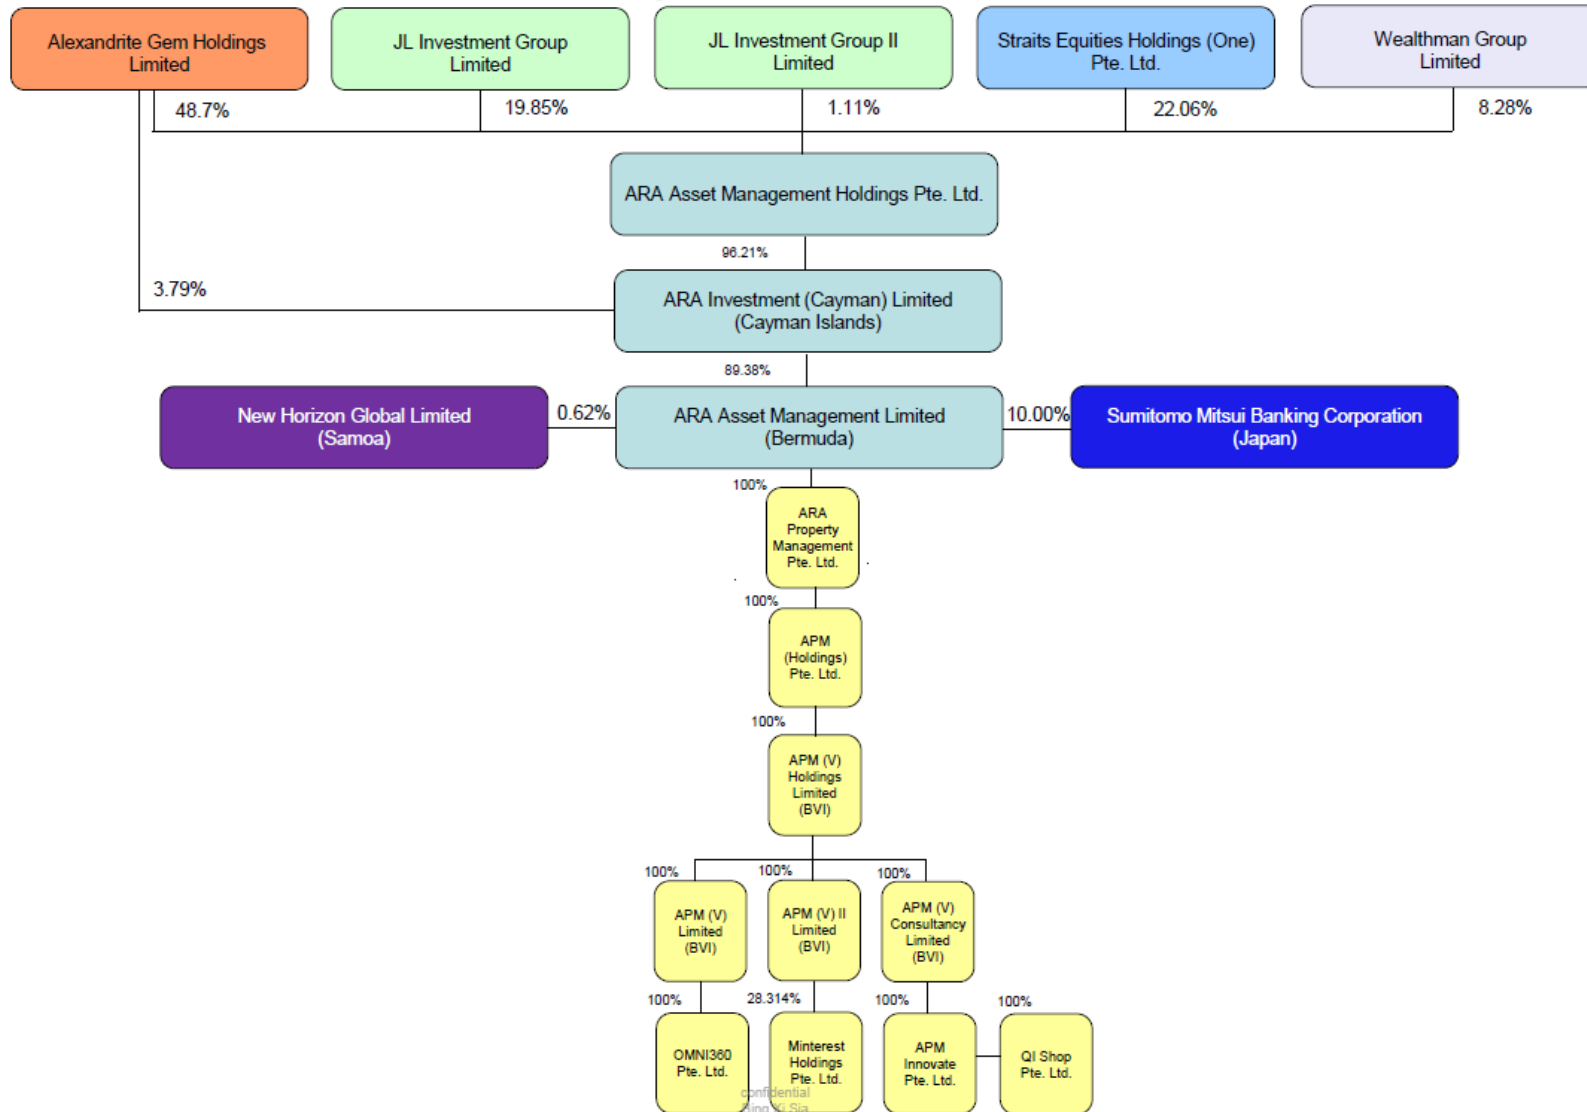 Alexandrite Gem Holdings
Limited
JL Investment Group
Limited
JL Investment Group II
Limited
Straits Equities Holdings (One)
Pte. Ltd.
Wealthman Group
Limited
48.7%
19.85%
1.11%
22.06%
8.28%
ARA Asset Management Holdings Pte. Ltd.
96.21%
3.79%
ARA Investment (Cayman) Limited
(Cayman Islands)
89.38%
New Horizon Global Limited
(Samoa)
0.62%
ARA Asset Management Limited
(Bermuda)
10.00%
Sumitomo Mitsui Banking Corporation
(Japan)
100%
ARA
Property
Management
Pte. Ltd.
100%
APM
(Holdings)
Pte. Ltd.
100%
APM (V)
Holdings
Limited
(BVI)
100%
100%
100%
APM (V)
Limited
(BVI)
APM (V) II
Limited
(BVI)
APM (V)
Consultancy
Limited
(BVI)
100%
28.314%
100%
100%
OMNI360
Pte. Ltd.
Minterest
Holdings
Pte. Ltd.
APM
Innovate
Pte. Ltd.
QI Shop
Pte. Ltd.
confidential
Bing Xi Sia